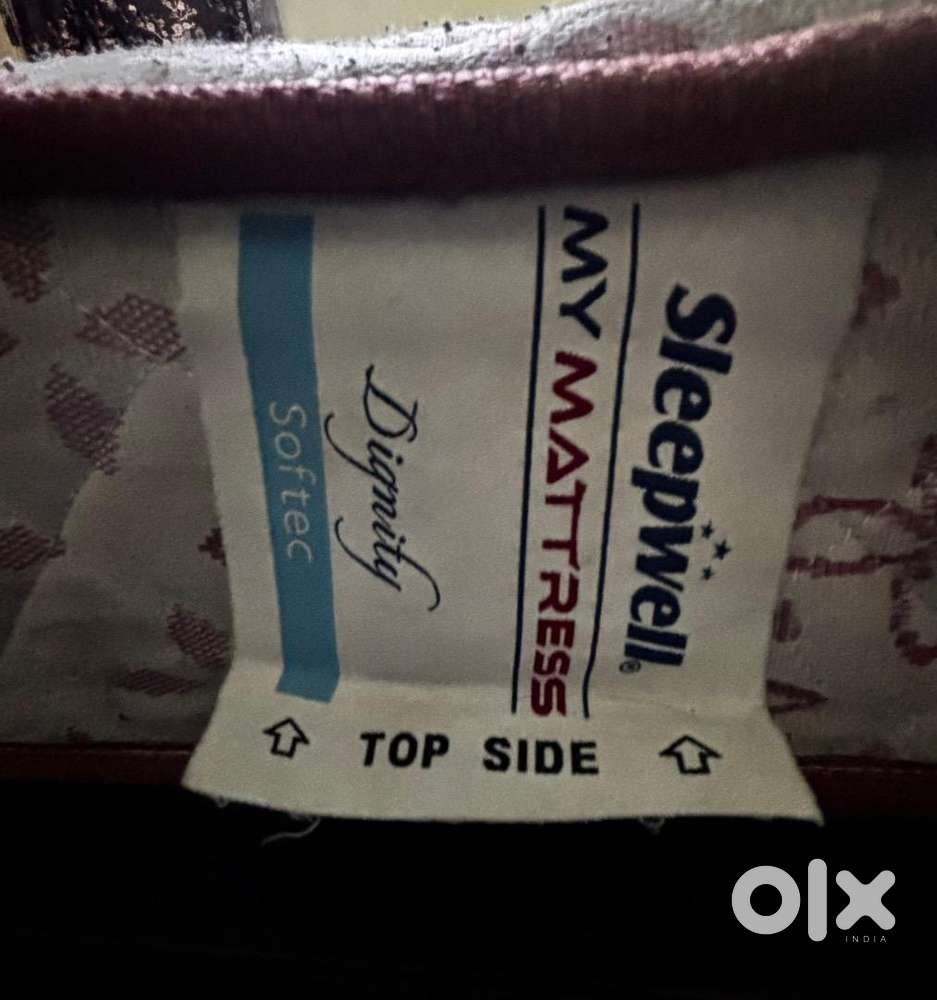 Sleepwell®
MY MATTRESS
Dignity
Softec
TOP SIDE
OLX
INDIA